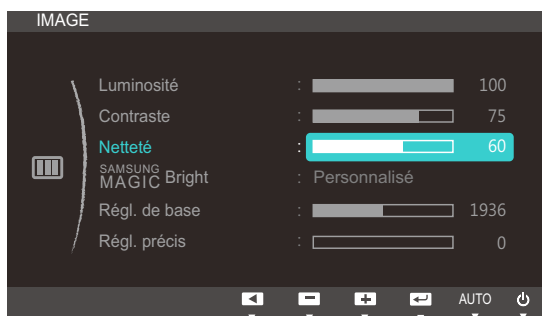 IMAGE
Luminosité : 100
Contraste : 75
Netteté : 60
SAMSUNG MAGIC Bright : Personnalisé
Régl. de base : 1936
Régl. précis : 0
AUTO